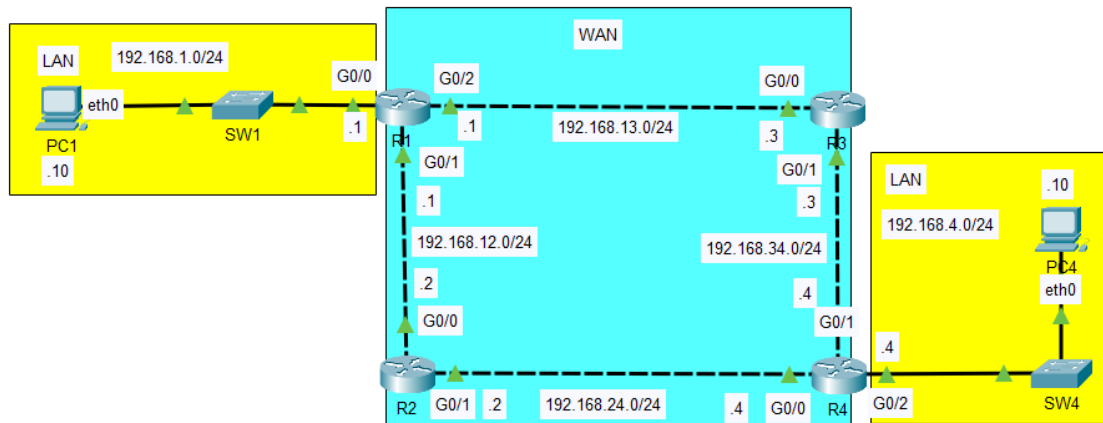 WAN
LAN
192.168.1.0/24
G0/0
G0/2
G0/0
eth0
SW1
.1
.1
192.168.13.0/24
.3
PC1
R1
R3
.10
G0/1
G0/1
LAN
.10
.1
.3
192.168.4.0/24
192.168.12.0/24
192.168.34.0/24
PC4
.2
.4
eth0
G0/0
G0/1
.4
R2
G0/1
.2
192.168.24.0/24
.4
G0/0
R4
G0/2
SW4